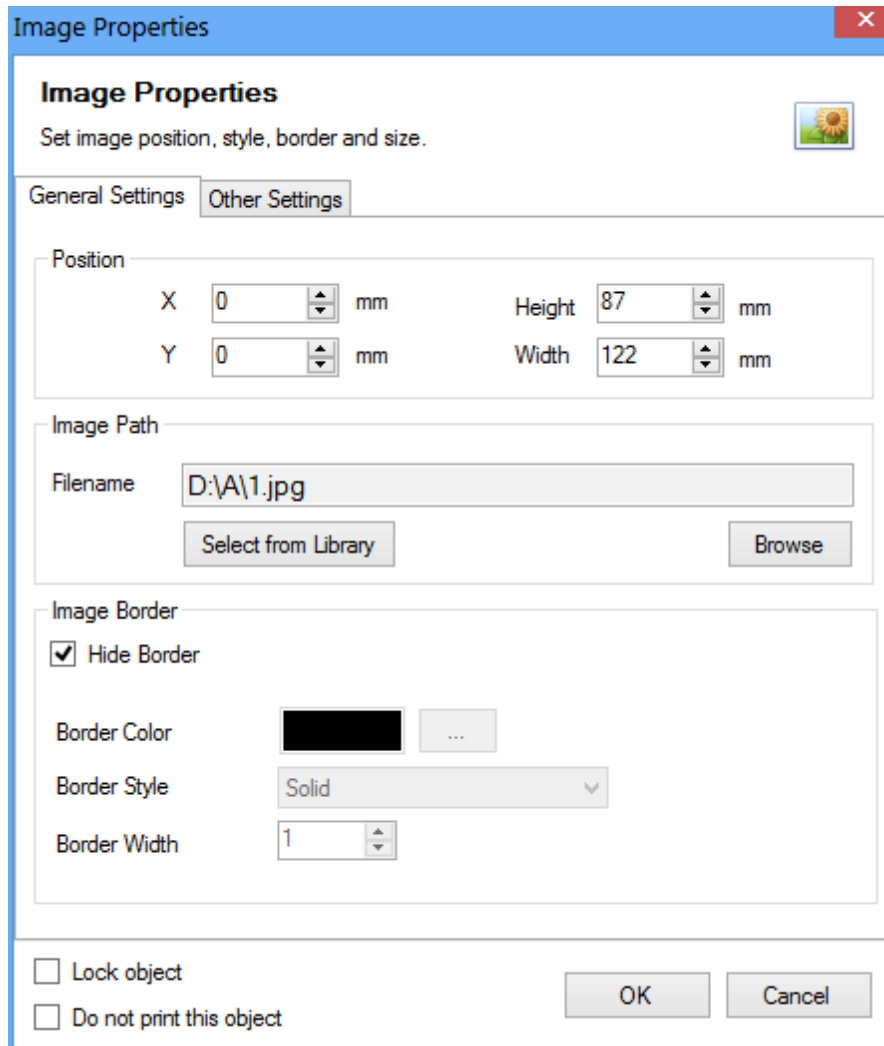 Image Properties
Image Properties
Set image position, style, border and size.
General Settings Other Settings
Position
X 0 mm Height 87 mm
Y 0 mm Width 122 mm
Image Path
Filename D:\A\1.jpg
Select from Library Browse
Image Border
Hide Border
Border Color ...
Border Style Solid
Border Width 1
Lock object
OK Cancel
Do not print this object